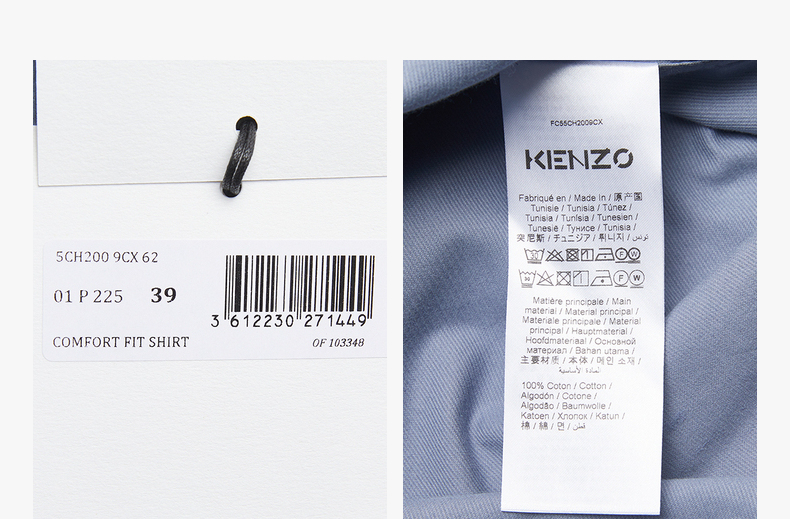 5CH200 9CX 62
01 P 225 39
3 612230 271449
COMFORT FIT SHIRT OF 103348
FC55CH2009CX
KENZO
Fabriqué en / Made In / 原产国
Tunisie / Tunisia / Túnez /
Tunísia / Tunísia / Tunesien /
Tunesië / Тунисе / Tunisia /
突尼斯 / チュニジア / 튀니지 / تونس
Matière principale / Main
material / Material principal /
Materiale principale / Material
principal / Hauptmaterial /
Hoofdmateriaal / Основной
материал / Bahan utama /
主要材质 / 本体 / 메인 소재 /
المادة الأساسية
100% Coton / Cotton /
Algodón / Cotone /
Algodão / Baumwolle /
Katoen / Хлопок / Katun /
棉 / 綿 / 면 / قطن